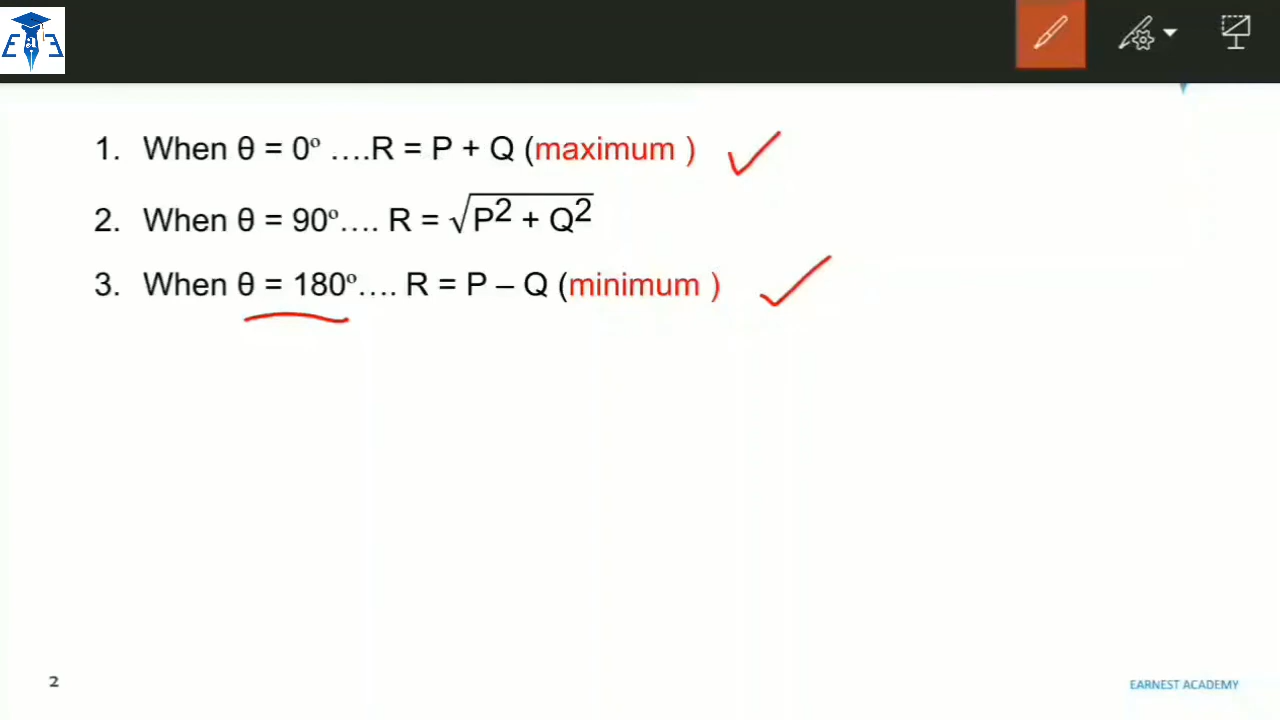 1. When θ = 0º ….R = P + Q (maximum )
2. When θ = 90º…. R = √P² + Q²
3. When θ = 180º…. R = P – Q (minimum )
2
EARNEST ACADEMY